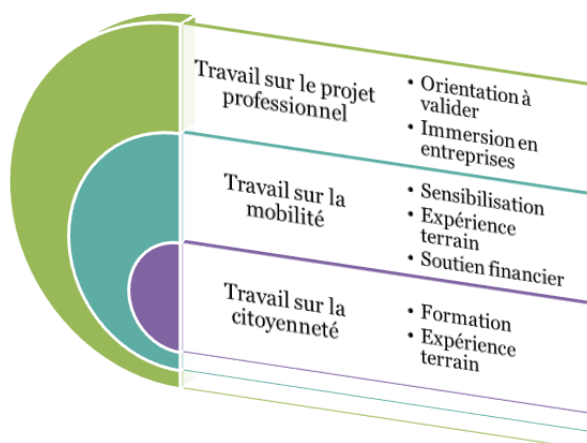 Travail sur le projet
professionnel
• Orientation à
valider
• Immersion en
entreprises
Travail sur la
mobilité
• Sensibilisation
• Expérience
terrain
• Soutien financier
Travail sur la
citoyenneté
• Formation
• Expérience
terrain